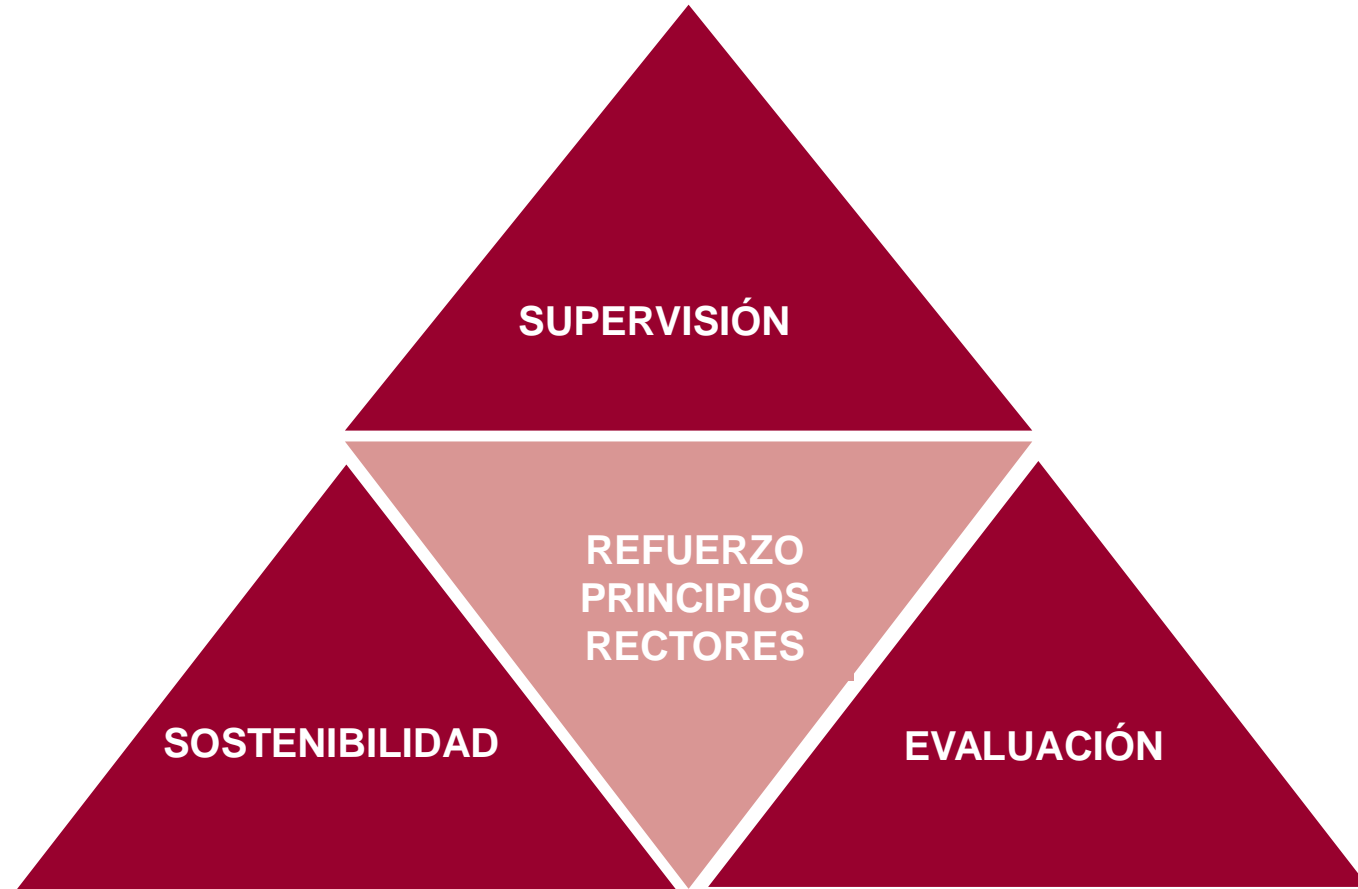 SUPERVISIÓN
REFUERZO
PRINCIPIOS
RECTORES
SOSTENIBILIDAD
EVALUACIÓN